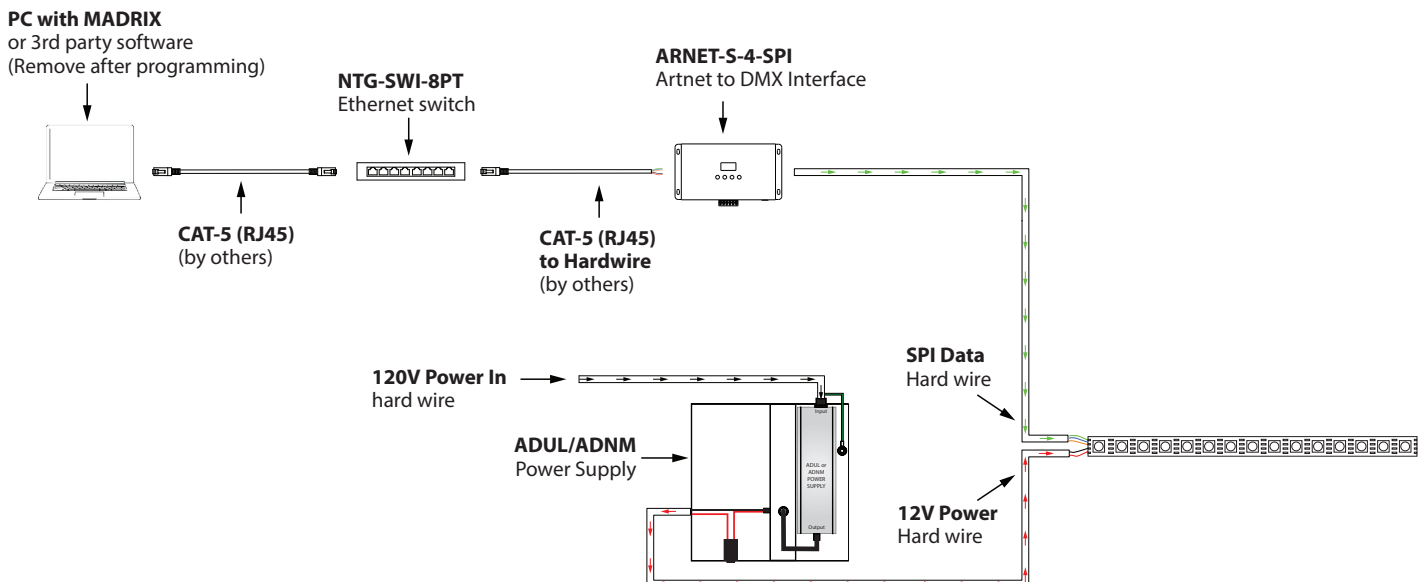 PC with MADRIX
or 3rd party software
(Remove after programming)
NTG-SWI-8PT
Ethernet switch
ARNET-S-4-SPI
Artnet to DMX Interface
CAT-5 (RJ45)
(by others)
CAT-5 (RJ45)
to Hardwire
(by others)
120V Power In
hard wire
ADUL/ADNM
Power Supply
Input
ADUL or
ADNM
POWER
SUPPLY
Output
SPI Data
Hard wire
12V Power
Hard wire